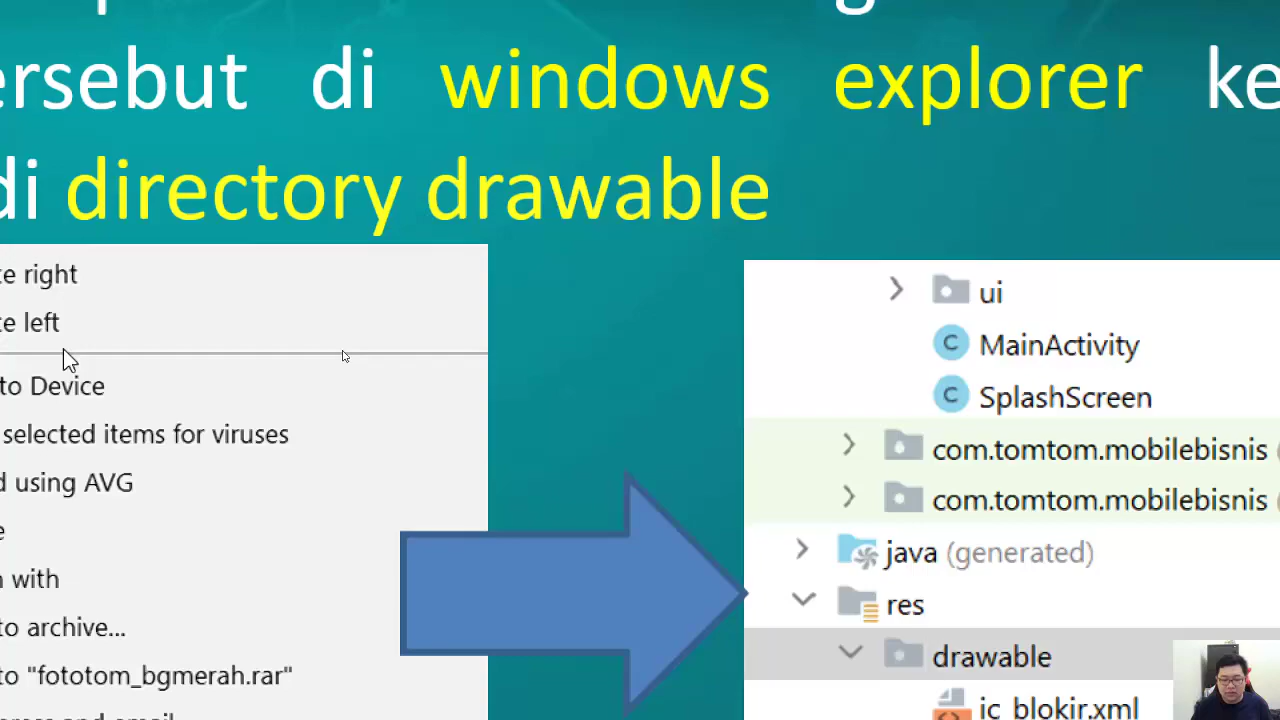 ersebut di windows explorer ke
di directory drawable
te right
te left
to Device
selected items for viruses
d using AVG
e
n with
to archive...
to "fototom_bgmerah.rar"
ui
MainActivity
SplashScreen
com.tomtom.mobilebisnis (
com.tomtom.mobilebisnis (
java (generated)
res
drawable
ic_blokir.xml